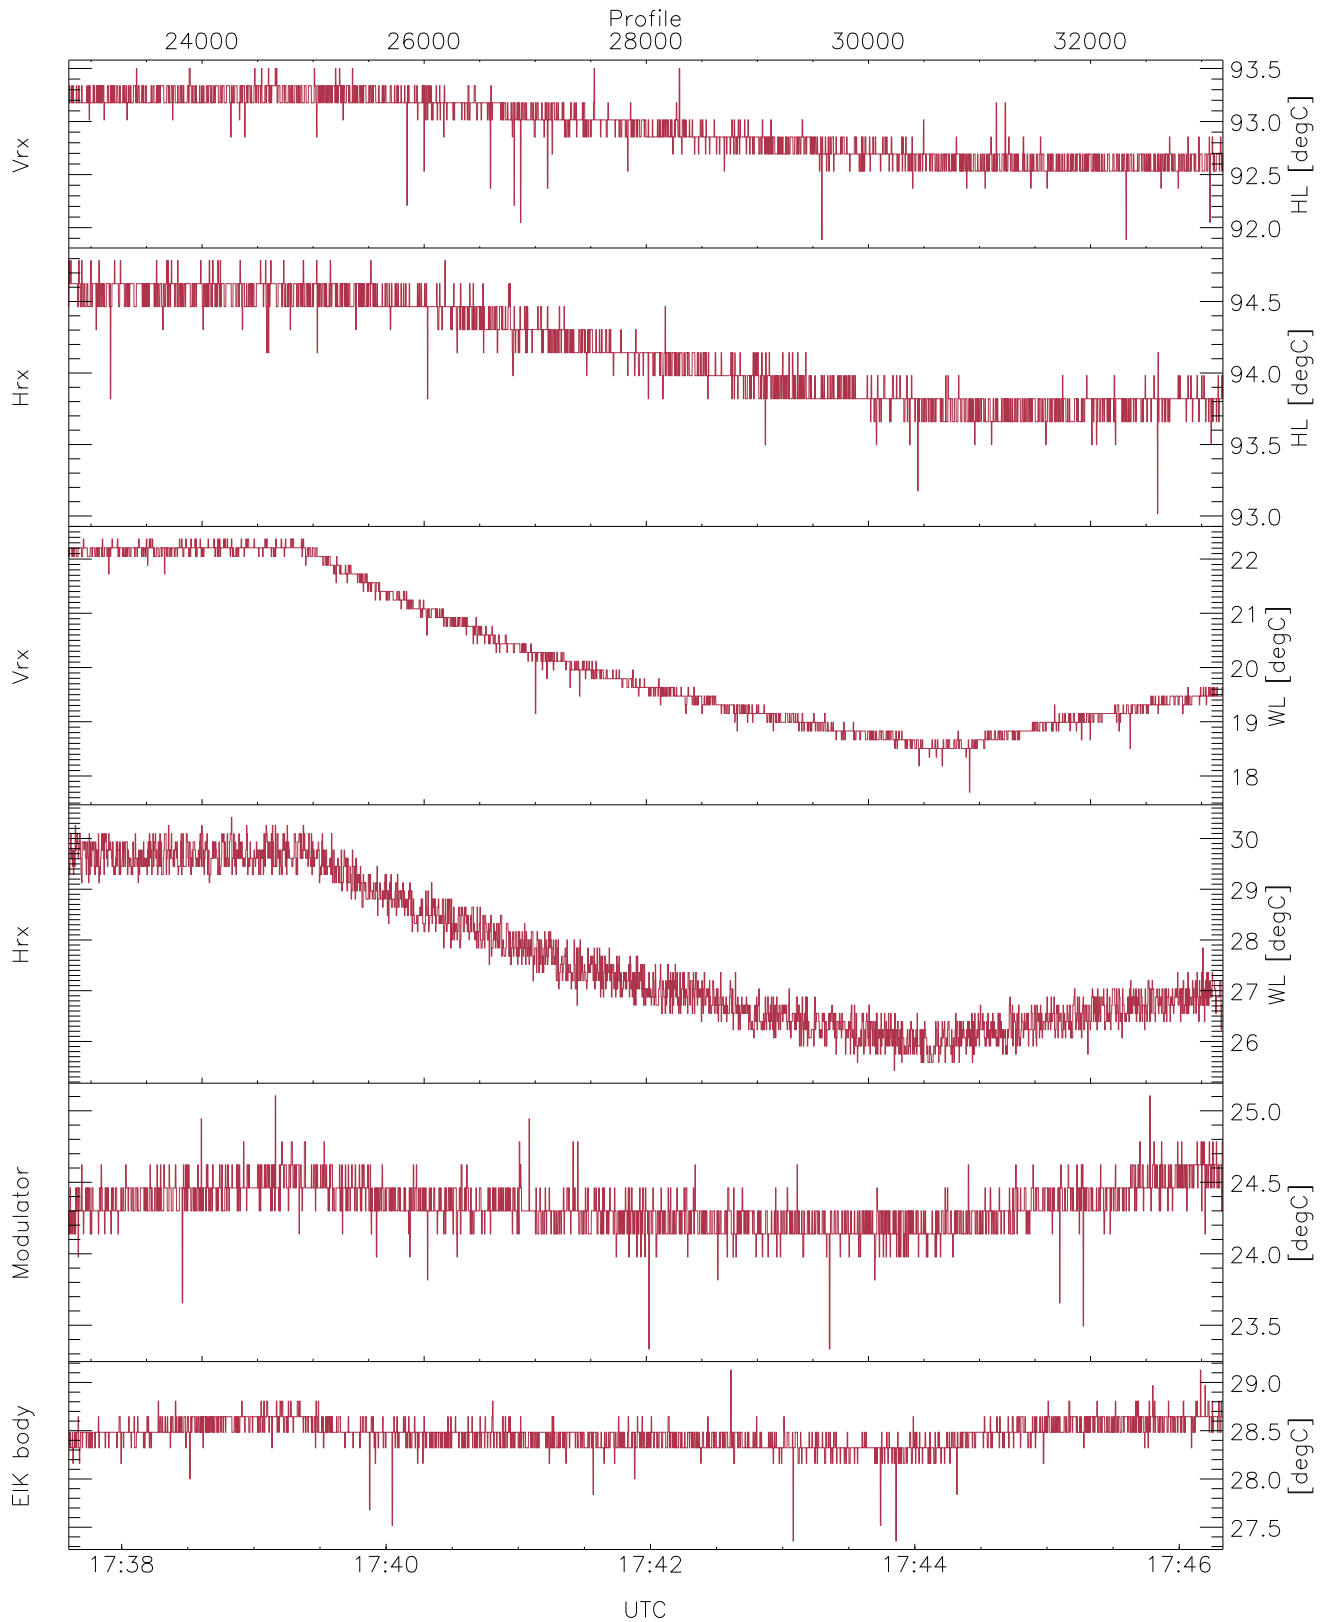 Profile
24000 26000 28000 30000 32000
Vrx
93.5
93.0
92.5
92.0
HL [degC]
Hrx
94.5
94.0
93.5
93.0
HL [degC]
Vrx
22
21
20
19
18
WL [degC]
Hrx
30
29
28
27
26
WL [degC]
Modulator
25.0
24.5
24.0
23.5
[degC]
EIK body
29.0
28.5
28.0
27.5
[degC]
17:38 17:40 17:42 17:44 17:46
UTC